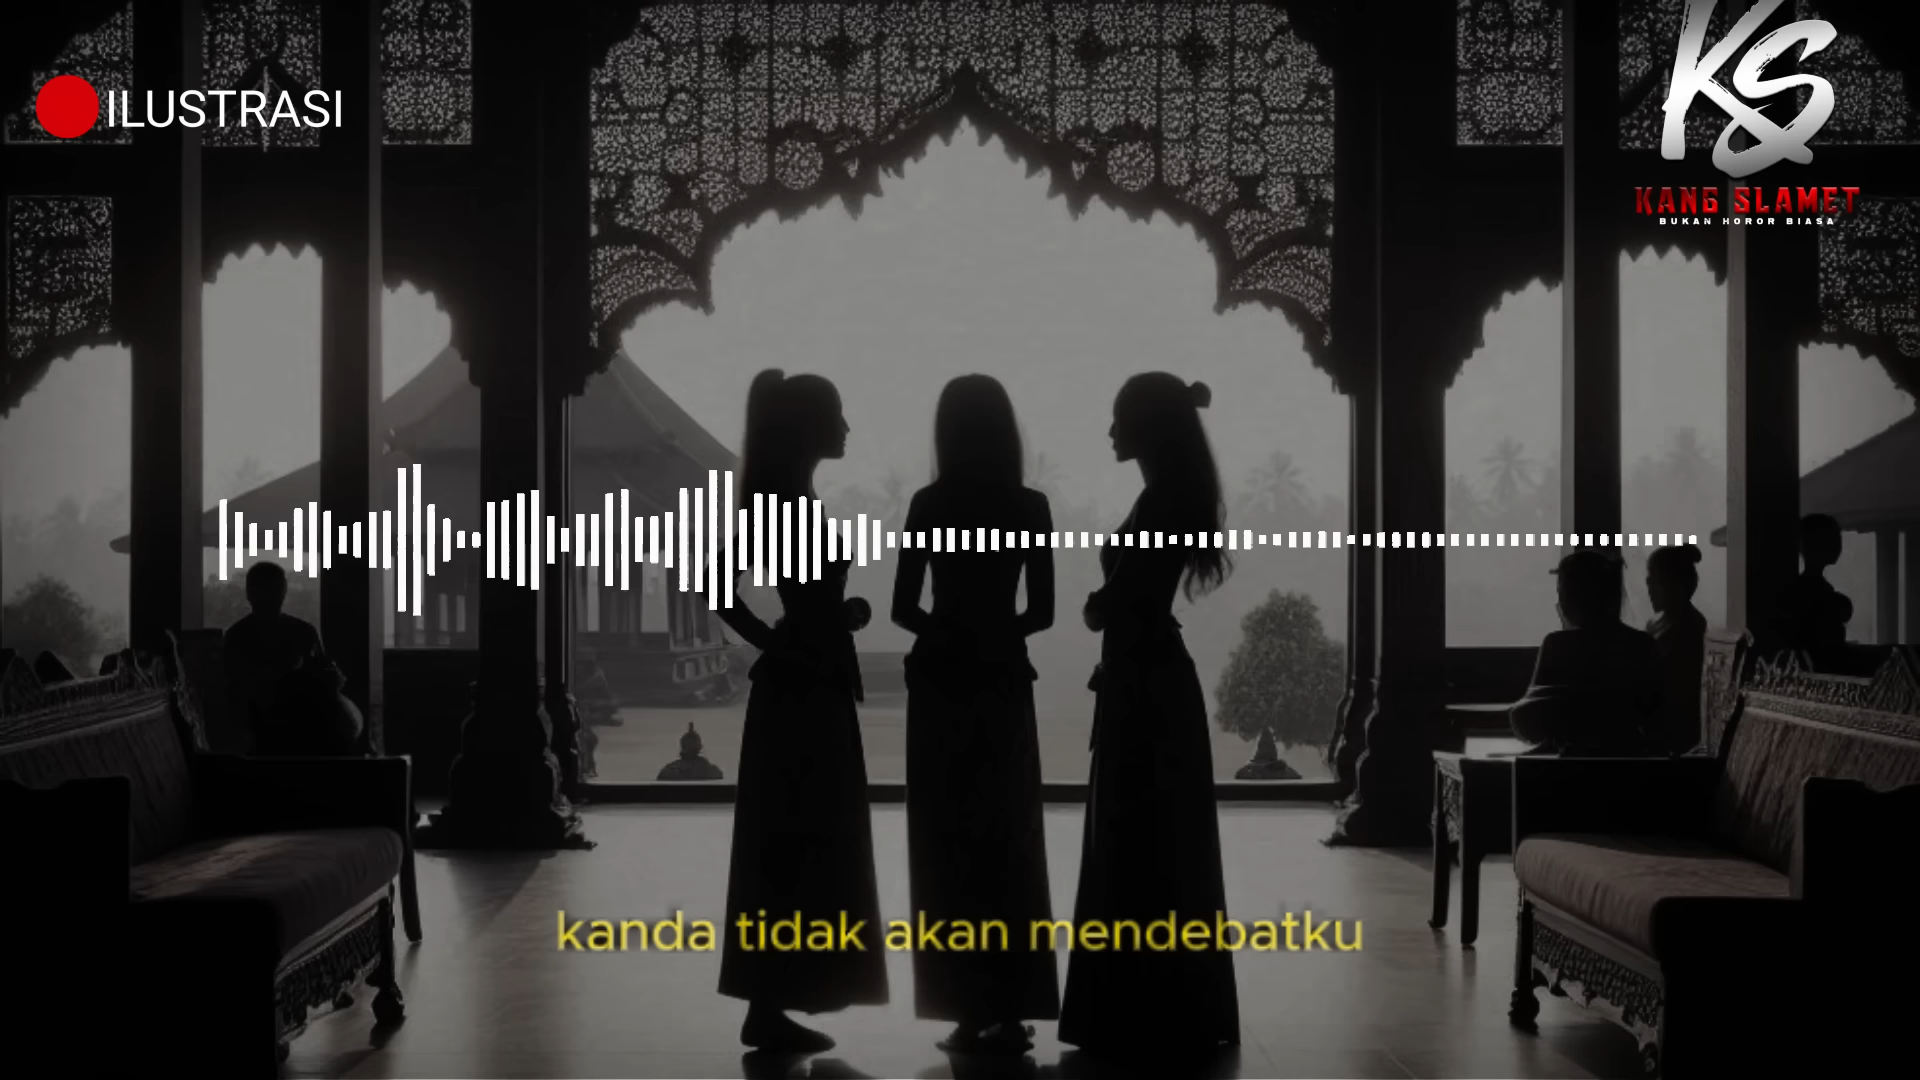 ILUSTRASI
KS
KANG SLAMET
BUKAN HOROR BIASA
kanda tidak akan mendebatku